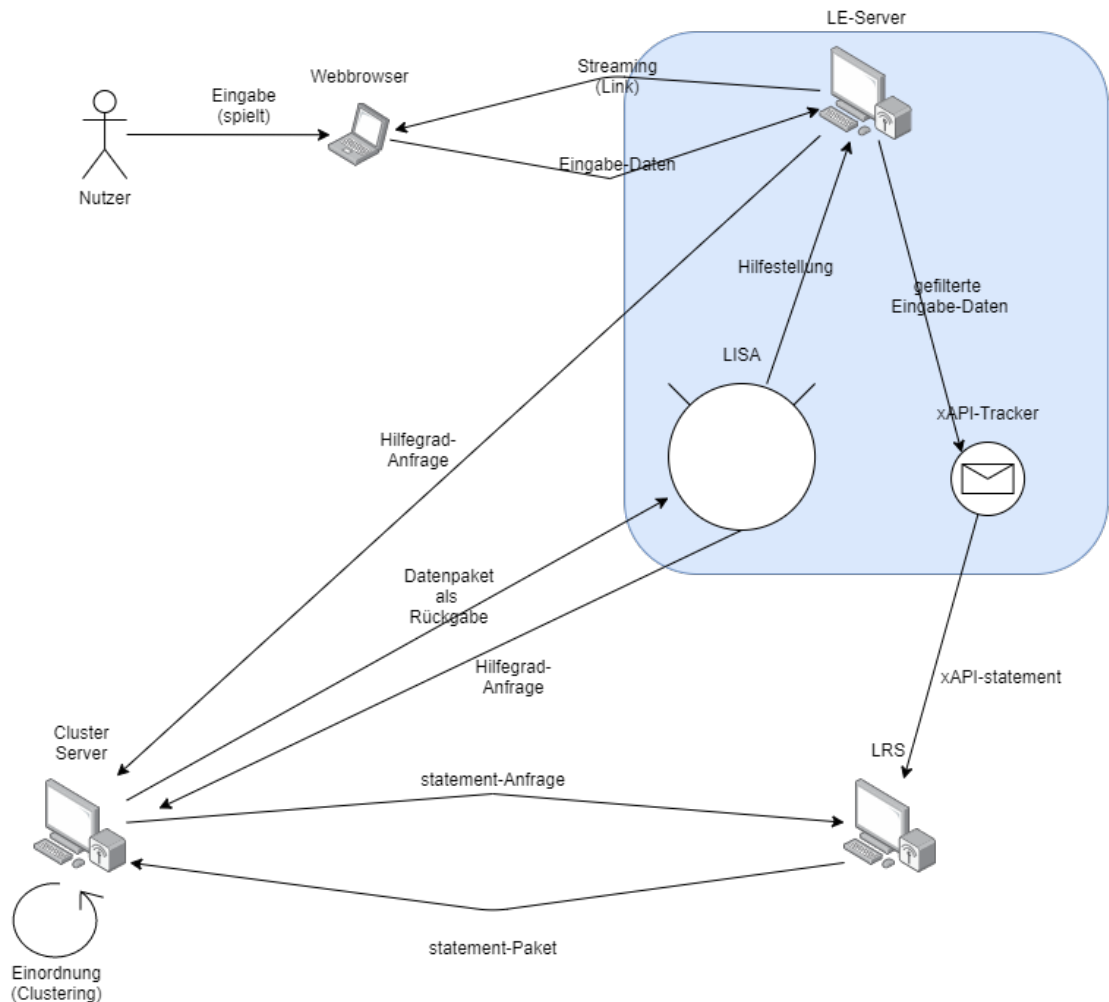 LE-Server
Streaming
(Link)
Webbrowser
Eingabe
(spielt)
Eingabe-Daten
Nutzer
Hilfestellung
gefilterte
Eingabe-Daten
LISA
xAPI-Tracker
Hilfegrad-
Anfrage
Datenpaket
als
Rückgabe
Hilfegrad-
Anfrage
xAPI-statement
Cluster
Server
LRS
statement-Anfrage
statement-Paket
Einordnung
(Clustering)